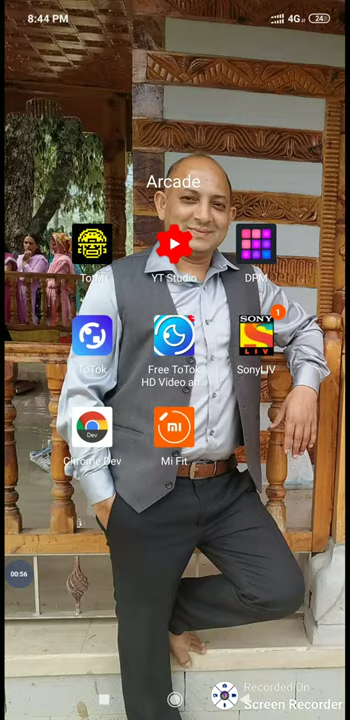 8:44 PM
4G
24
Arcade
YT Studio
DPM
1
SONY
LIV
ToTok
Free ToTok
HD Video an...
SonyLIV
Dev
mi
Chrome Dev
Mi Fit
00:56
Recorded On
Screen Recorder